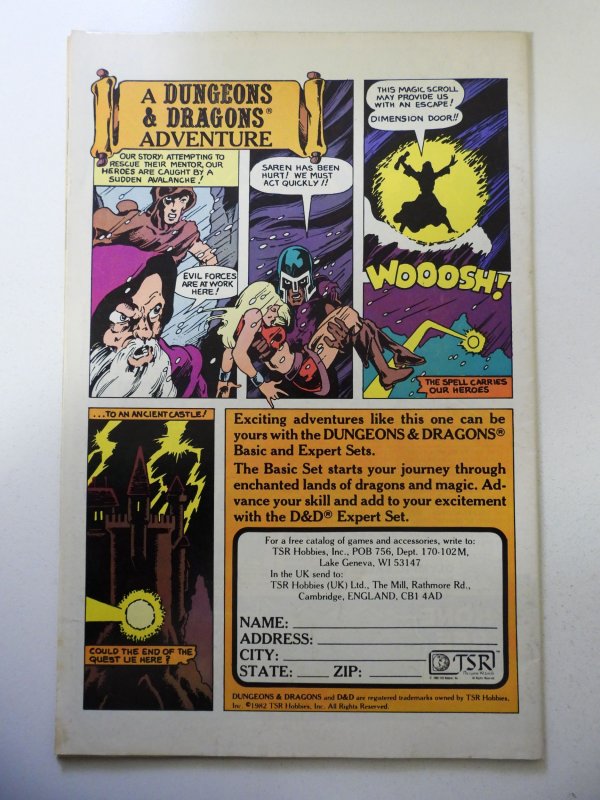 A DUNGEONS
& DRAGONS®
ADVENTURE
OUR STORY: ATTEMPTING TO
RESCUE THEIR MENTOR, OUR
HEROES ARE CAUGHT BY A
SUDDEN AVALANCHE!
EVIL FORCES
ARE AT WORK
HERE!
SAREN HAS BEEN
HURT! WE MUST
ACT QUICKLY!!
THIS MAGIC SCROLL
MAY PROVIDE US
WITH AN ESCAPE!
DIMENSION DOOR!!
WOOOSH!
THE SPELL CARRIES
OUR HEROES
...TO AN ANCIENT CASTLE!
COULD THE END OF THE
QUEST LIE HERE?
Exciting adventures like this one can be
yours with the DUNGEONS & DRAGONS®
Basic and Expert Sets.
The Basic Set starts your journey through
enchanted lands of dragons and magic. Ad-
vance your skill and add to your excitement
with the D&D® Expert Set.
For a free catalog of games and accessories, write to:
TSR Hobbies, Inc., POB 756, Dept. 170-102M,
Lake Geneva, WI 53147
In the UK send to:
TSR Hobbies (UK) Ltd., The Mill, Rathmore Rd.,
Cambridge, ENGLAND, CB1 4AD
NAME:
ADDRESS:
CITY:
STATE: ZIP:
TSR
DUNGEONS & DRAGONS and D&D are registered trademarks owned by TSR Hobbies,
Inc. ©1982 TSR Hobbies, Inc. All Rights Reserved.